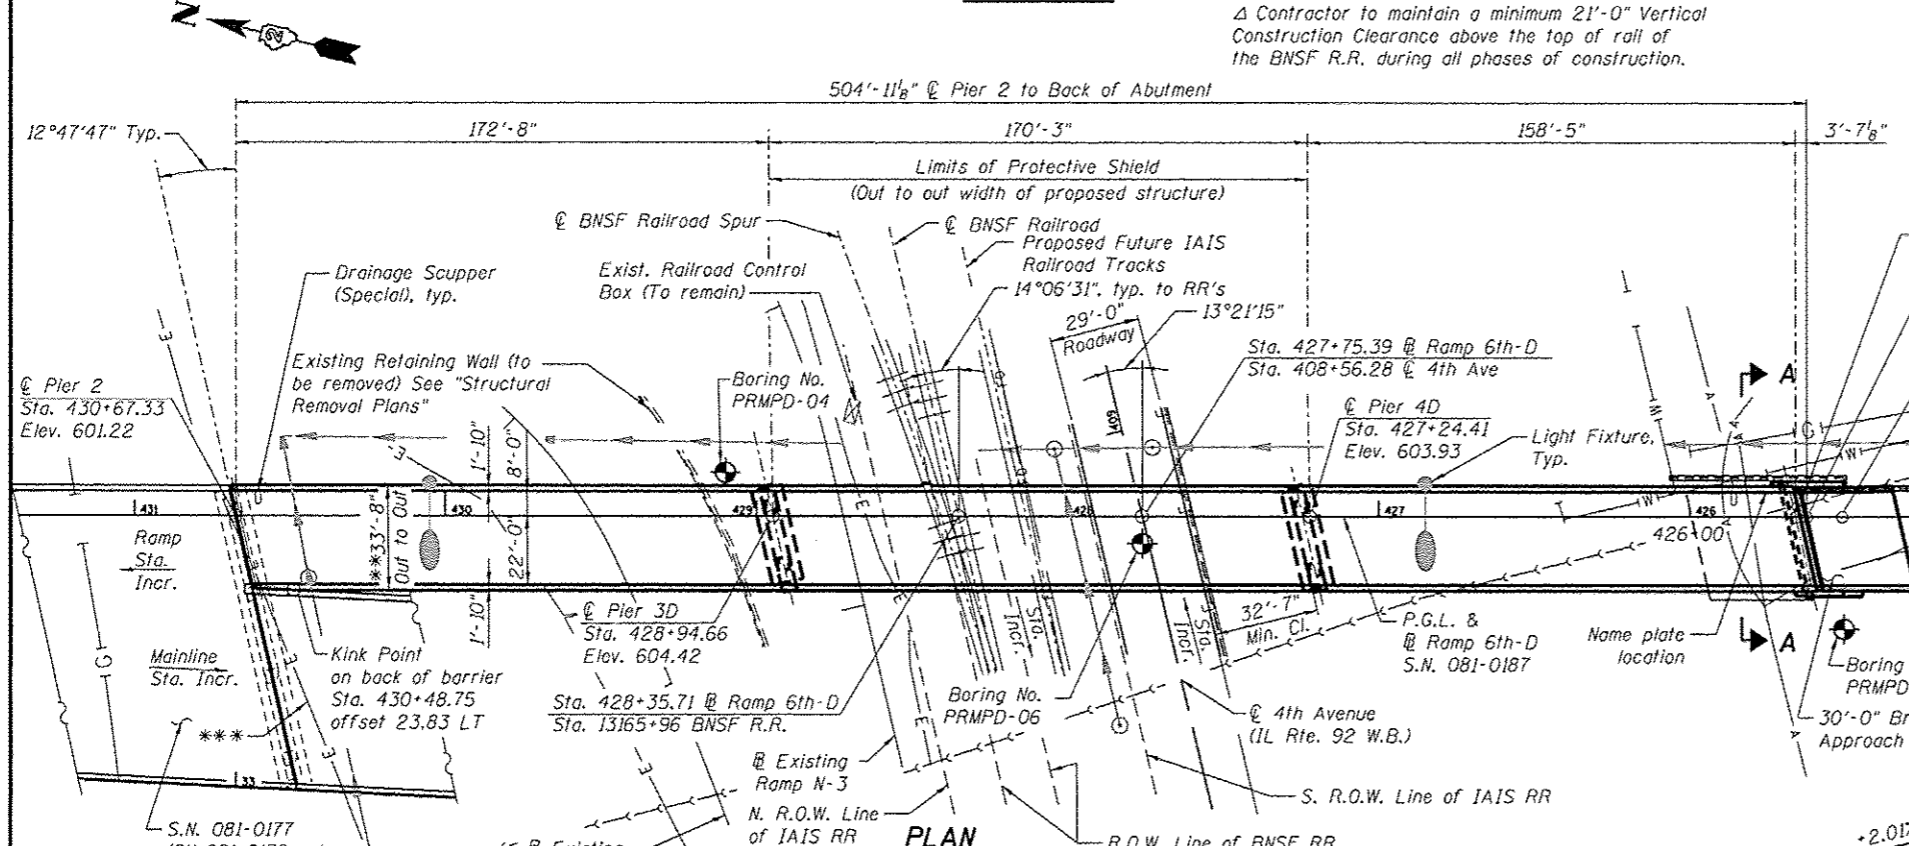 N
Δ Contractor to maintain a minimum 21'-0" Vertical
Construction Clearance above the top of rail of
the BNSF R.R. during all phases of construction.
504'-11⅛" ℄ Pier 2 to Back of Abutment
12°47'47" Typ.
172'-8"
170'-3"
158'-5"
3'-7⅛"
Limits of Protective Shield
(Out to out width of proposed structure)
℄ BNSF Railroad Spur
℄ BNSF Railroad
Proposed Future IAIS
Railroad Tracks
Drainage Scupper
(Special), typ.
Exist. Railroad Control
Box (To remain)
14°06'31", typ. to RR's
13°21'15"
29'-0"
Roadway
Existing Retaining Wall (to
be removed) See "Structural
Removal Plans"
Boring No.
PRMPD-04
Sta. 427+75.39 ⅊ Ramp 6th-D
Sta. 408+56.28 ℄ 4th Ave
A
℄ Pier 2
Sta. 430+67.33
Elev. 601.22
409
℄ Pier 4D
Sta. 427+24.41
Elev. 603.93
Light Fixture,
Typ.
1'-10"
8'-0"
431
430
429
428
427
426
426+00
Ramp
Sta.
Incr.
***33'-8"
Out to Out
22'-0"
1'-10"
℄ Pier 3D
Sta. 428+94.66
Elev. 604.42
Sta.
Incr.
Sta.
Incr.
32'-7"
Min. Cl.
P.G.L. &
⅊ Ramp 6th-D
S.N. 081-0187
Name plate
location
A
Mainline
Sta. Incr.
Kink Point
on back of barrier
Sta. 430+48.75
offset 23.83 LT
***
Sta. 428+35.71 ⅊ Ramp 6th-D
Sta. 13165+96 BNSF R.R.
Boring No.
PRMPD-06
℄ 4th Avenue
(IL Rte. 92 W.B.)
Boring
PRMPD
30'-0" Br
Approach
33
⅊ Existing
Ramp N-3
N. R.O.W. Line
of IAIS RR
S. R.O.W. Line of IAIS RR
S.N. 081-0177
⅊ Existing
PLAN
R.O.W. Line of BNSF RR
+2.017